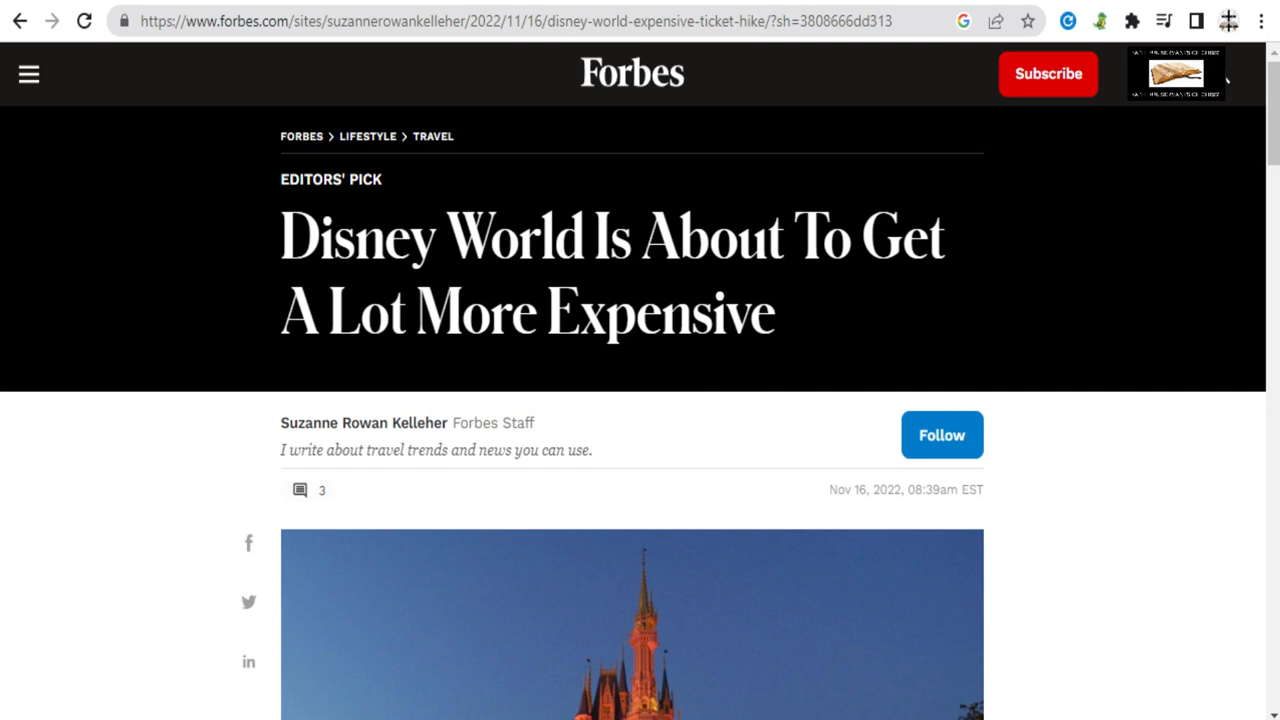 https://www.forbes.com/sites/suzannerowankelleher/2022/11/16/disney-world-expensive-ticket-hike/?sh=3808666dd313
Forbes
Subscribe
FORBES > LIFESTYLE > TRAVEL
EDITORS' PICK
Disney World Is About To Get
A Lot More Expensive
Suzanne Rowan Kelleher Forbes Staff
Follow
I write about travel trends and news you can use.
3
Nov 16, 2022, 08:39am EST